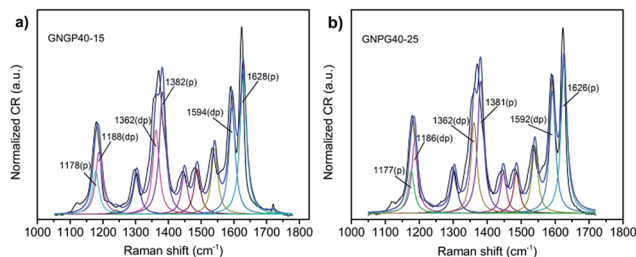 a)
GNGP40-15
Normalized CR (a.u.)
1178(p)
1188(dp)
1362(dp)
1382(p)
1594(dp)
1628(p)
1000 1100 1200 1300 1400 1500 1600 1700 1800
Raman shift (cm⁻¹)
b)
GNPG40-25
Normalized CR (a.u.)
1177(p)
1186(dp)
1362(dp)
1381(p)
1592(dp)
1626(p)
1000 1100 1200 1300 1400 1500 1600 1700 1800
Raman shift (cm⁻¹)